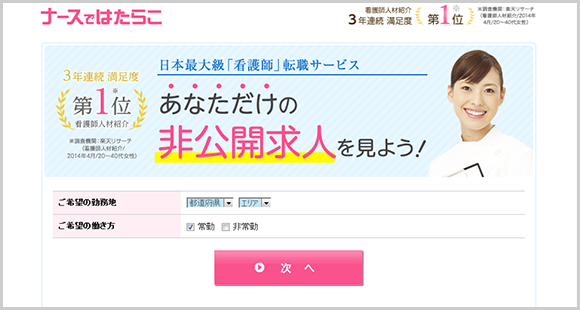 ナースではたらこ
看護師人材紹介
3年連続 満足度
第1位
※
※調査機関：楽天リサーチ
（看護師人材紹介/2014年
4月/20〜40代女性）
日本最大級「看護師」転職サービス
3年連続 満足度
第1位
※
看護師人材紹介
※調査機関：楽天リサーチ
（看護師人材紹介/
2014年4月/20〜40代女性）
あなただけの
非公開求人を見よう！
ご希望の勤務地
都道府県
エリア
ご希望の働き方
常勤
非常勤
次 へ